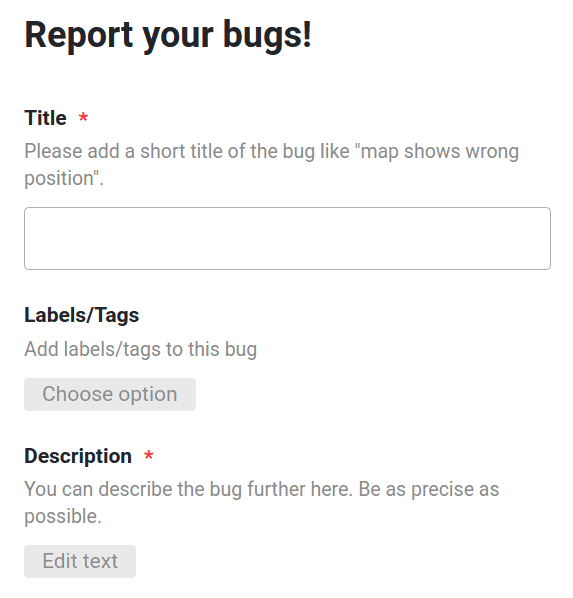 Report your bugs!
Title *
Please add a short title of the bug like "map shows wrong
position".
Labels/Tags
Add labels/tags to this bug
Choose option
Description *
You can describe the bug further here. Be as precise as
possible.
Edit text